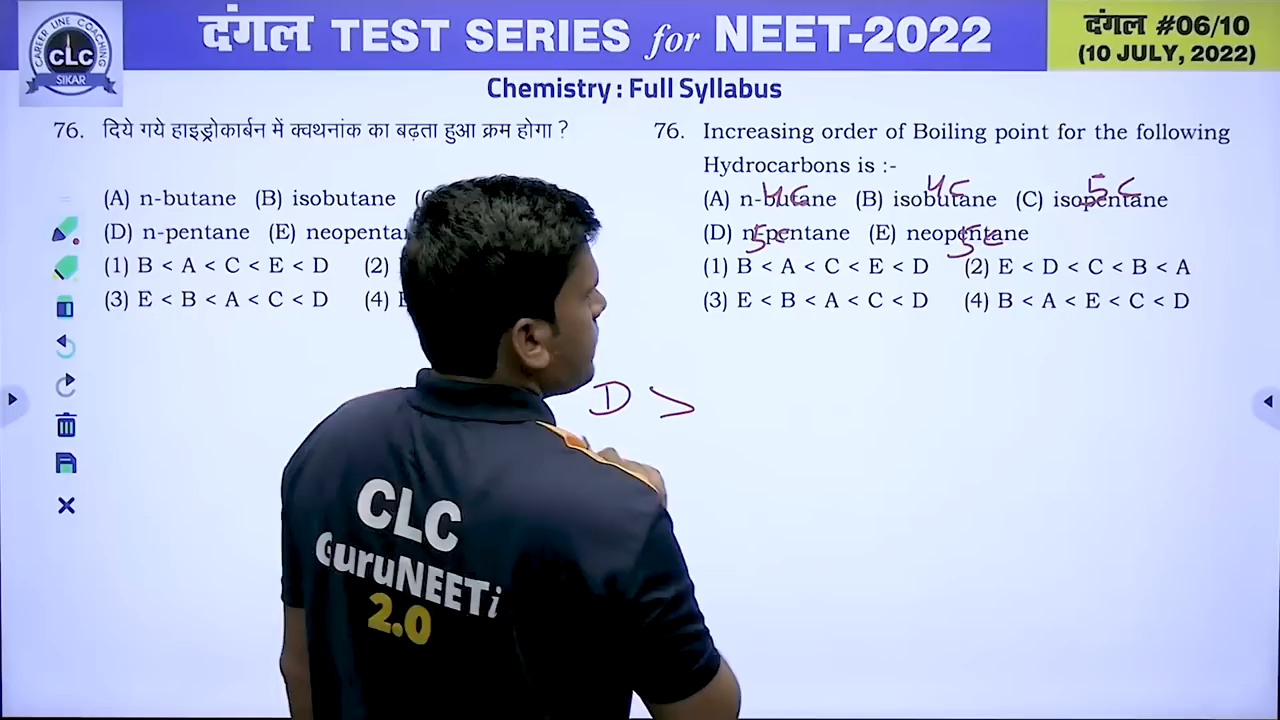 CAREER LINE COACHING
CLC
SIKAR
दंगल TEST SERIES for NEET-2022
दंगल #06/10
(10 JULY, 2022)
Chemistry : Full Syllabus
76. दिये गये हाइड्रोकार्बन में क्वथनांक का बढ़ता हुआ क्रम होगा ?
(A) n-butane (B) isobutane
(D) n-pentane (E) neopenta
(1) B < A < C < E < D (2)
(3) E < B < A < C < D (4)
76. Increasing order of Boiling point for the following
Hydrocarbons is :-
4C 4C 5C
(A) n-butane (B) isobutane (C) isopentane
(D) n-pentane (E) neopentane
5C 5C
(1) B < A < C < E < D (2) E < D < C < B < A
(3) E < B < A < C < D (4) B < A < E < C < D
D >
CLC
GuruNEETi
2.0